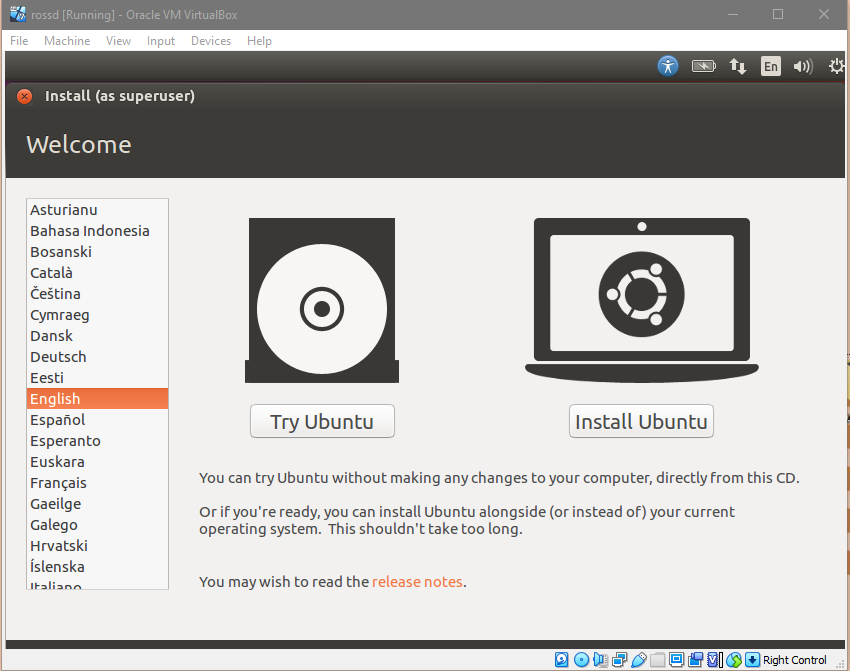 rossd [Running] - Oracle VM VirtualBox
File Machine View Input Devices Help
En
Install (as superuser)
Welcome
Asturianu
Bahasa Indonesia
Bosanski
Català
Čeština
Cymraeg
Dansk
Deutsch
Eesti
English
Español
Esperanto
Euskara
Français
Gaeilge
Galego
Hrvatski
Íslenska
Italiano
Try Ubuntu
Install Ubuntu
You can try Ubuntu without making any changes to your computer, directly from this CD.
Or if you're ready, you can install Ubuntu alongside (or instead of) your current
operating system. This shouldn't take too long.
You may wish to read the release notes.
Right Control